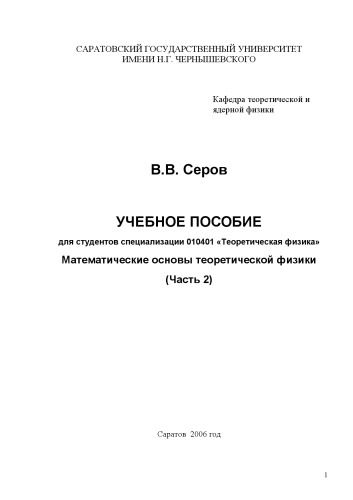 САРАТОВСКИЙ ГОСУДАРСТВЕННЫЙ УНИВЕРСИТЕТ
ИМЕНИ Н.Г. ЧЕРНЫШЕВСКОГО
Кафедра теоретической и
ядерной физики
В.В. Серов
УЧЕБНОЕ ПОСОБИЕ
для студентов специализации 010401 «Теоретическая физика»
Математические основы теоретической физики
(Часть 2)
Саратов 2006 год
1